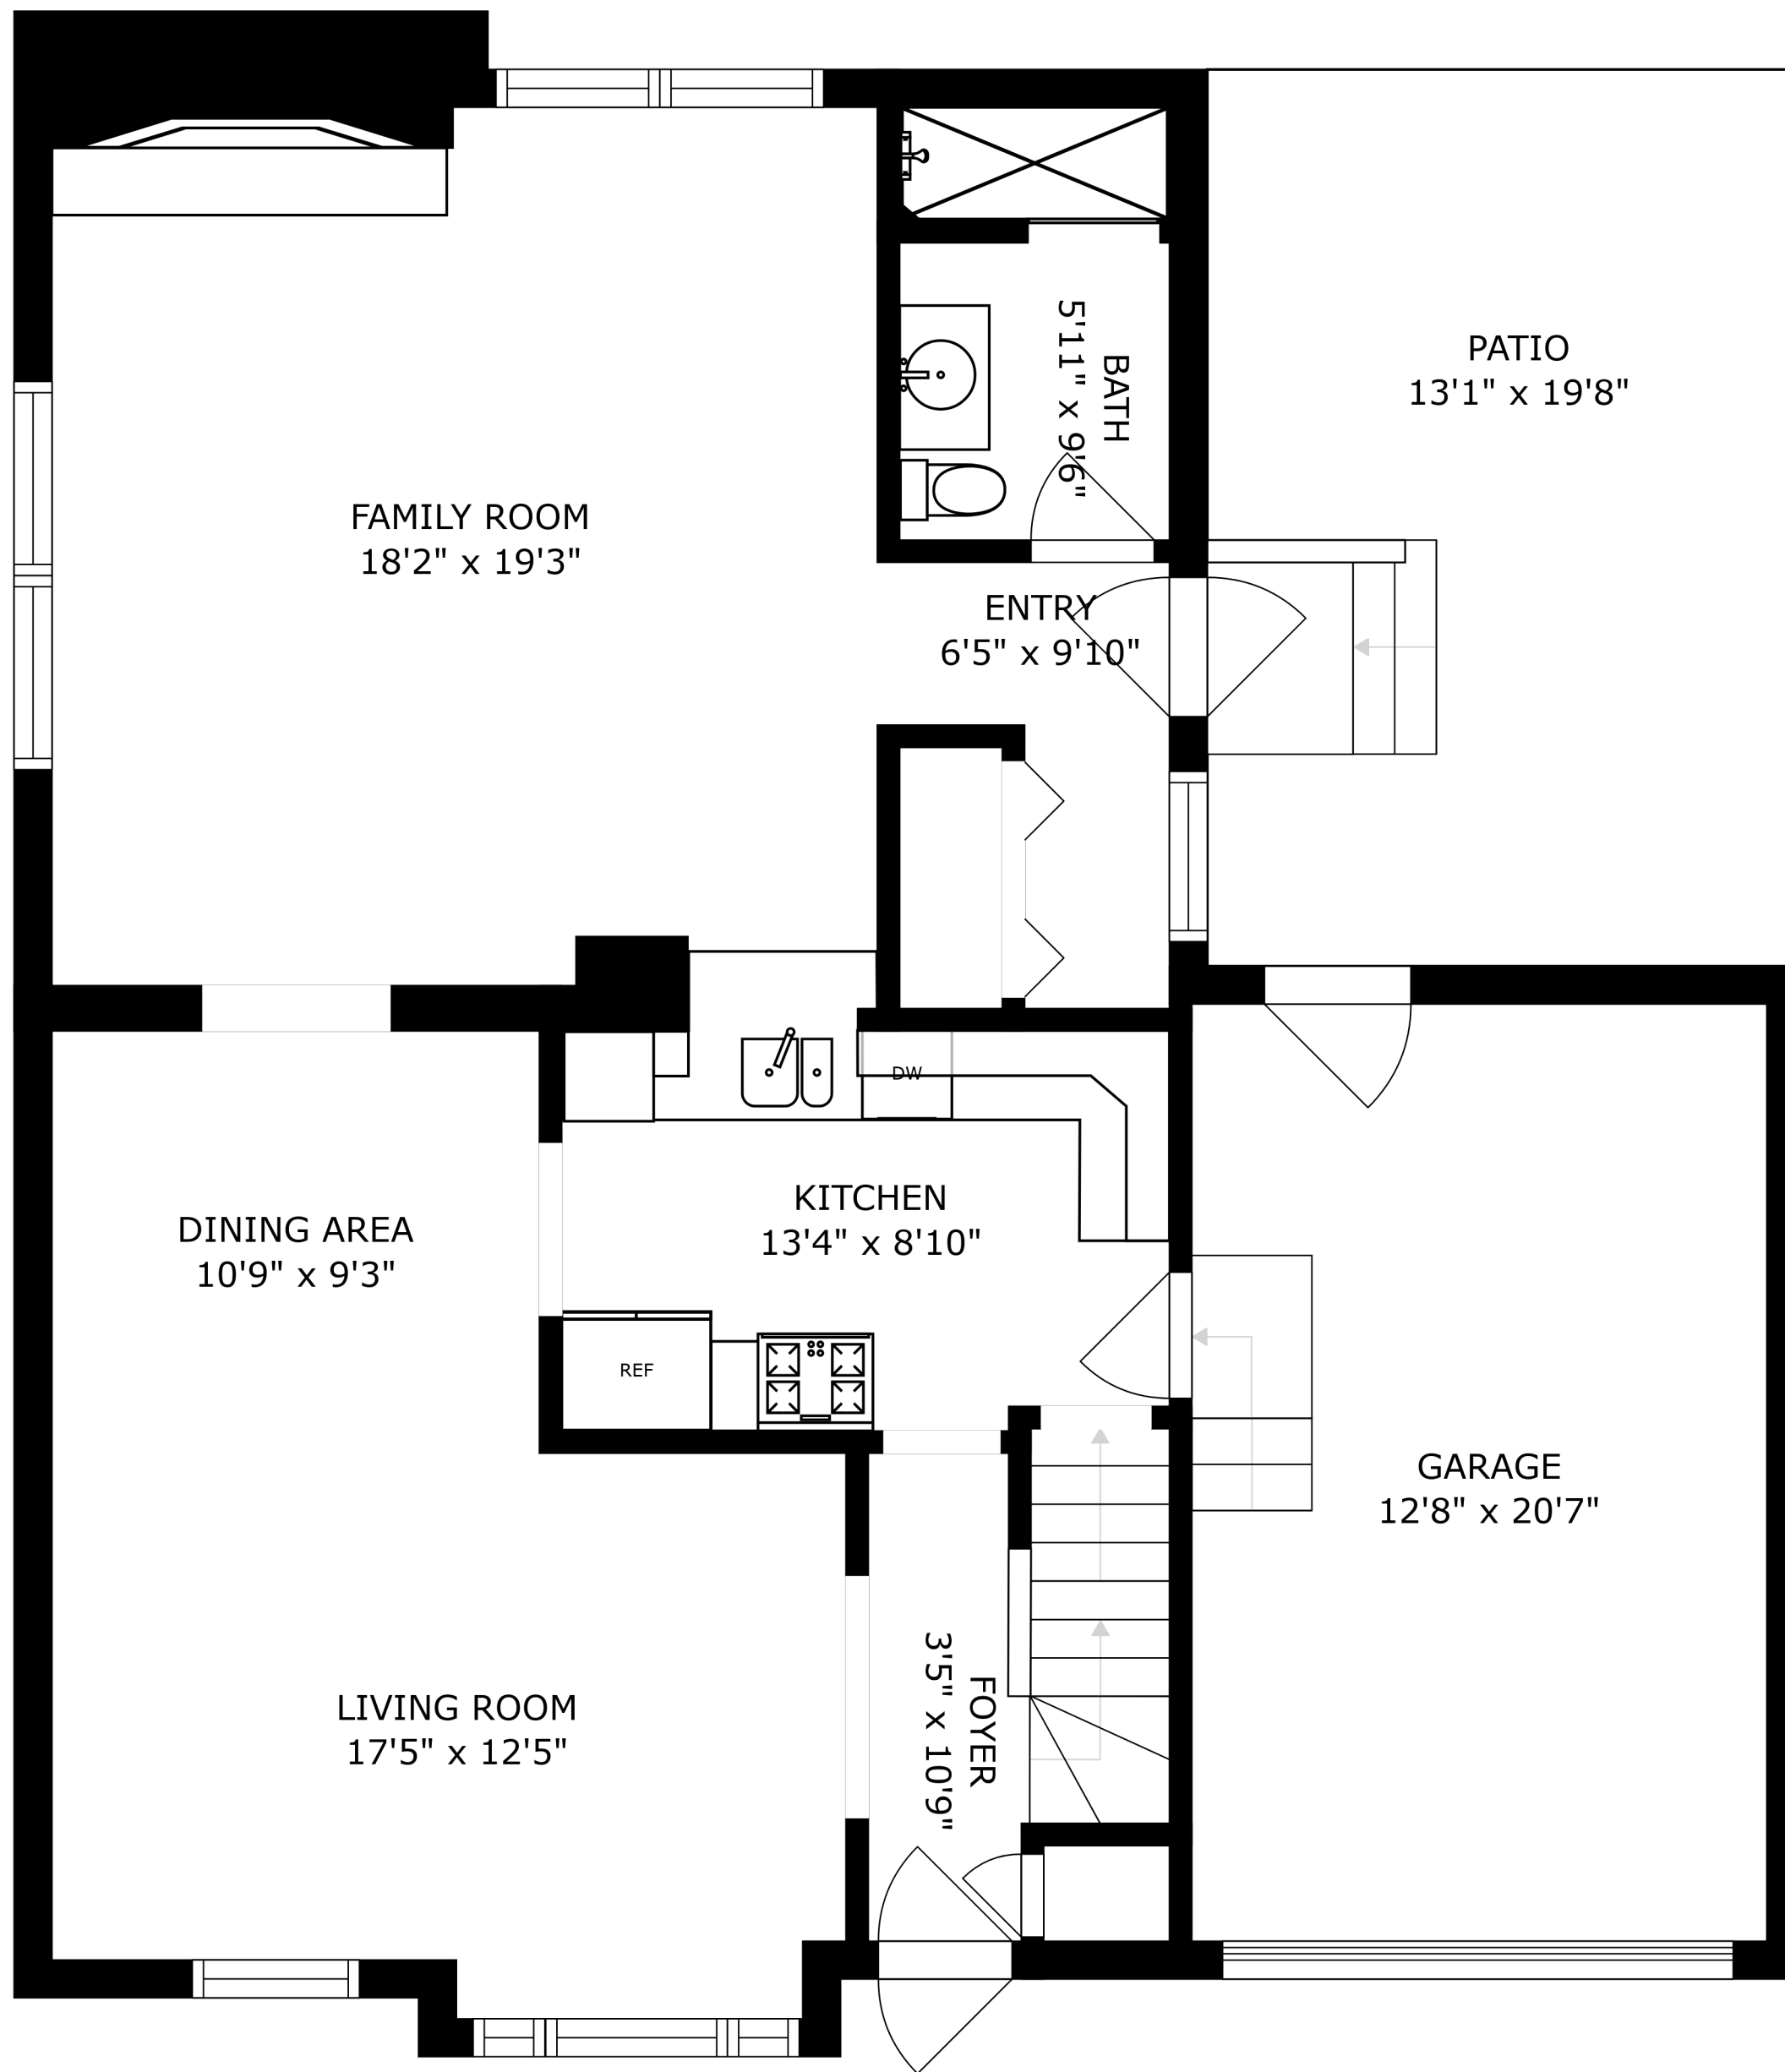 PATIO
13'1" x 19'8"
BATH
5'11" x 9'6"
FAMILY ROOM
18'2" x 19'3"
ENTRY
6'5" x 9'10"
DW
KITCHEN
13'4" x 8'10"
DINING AREA
10'9" x 9'3"
REF
GARAGE
12'8" x 20'7"
LIVING ROOM
17'5" x 12'5"
FOYER
3'5" x 10'9"